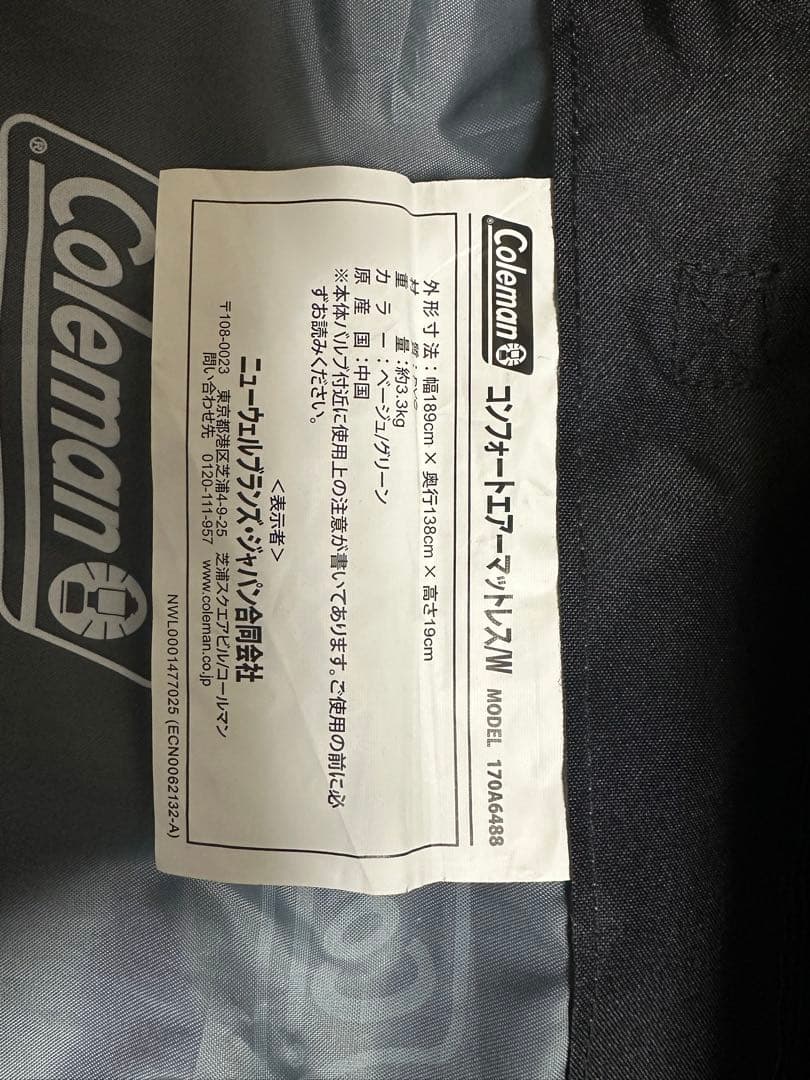 Coleman®
Coleman® コンフォートエアーマットレス/W MODEL 170A6488
外形寸法：幅189cm × 奥行138cm × 高さ19cm
材
重　　量：約3.3kg
カ ラ ー：ベージュ/グリーン
原 産 国：中国
※本体バルブ付近に使用上の注意が書いてあります。ご使用の前に必
ずお読みください。
＜表示者＞
ニューウェルブランズ・ジャパン合同会社
〒108-0023　東京都港区芝浦4-9-25　芝浦スクエアビル/コールマン
問い合わせ先　0120-111-957　www.coleman.co.jp
NWL0001477025 (ECN0062132-A)